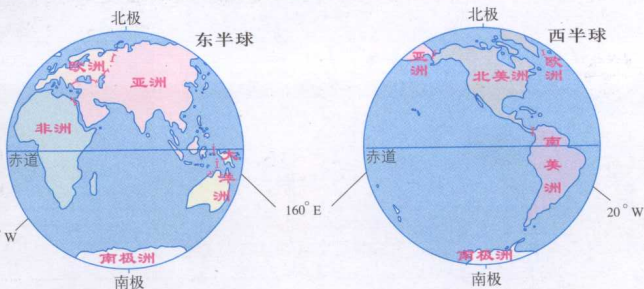 北极
东半球
欧洲
亚洲
非洲
赤道
大
洋
洲
南极洲
南极
W
160°E
北极
西半球
亚
洲
北美洲
欧
洲
赤道
南
美
洲
20°W
南极洲
南极